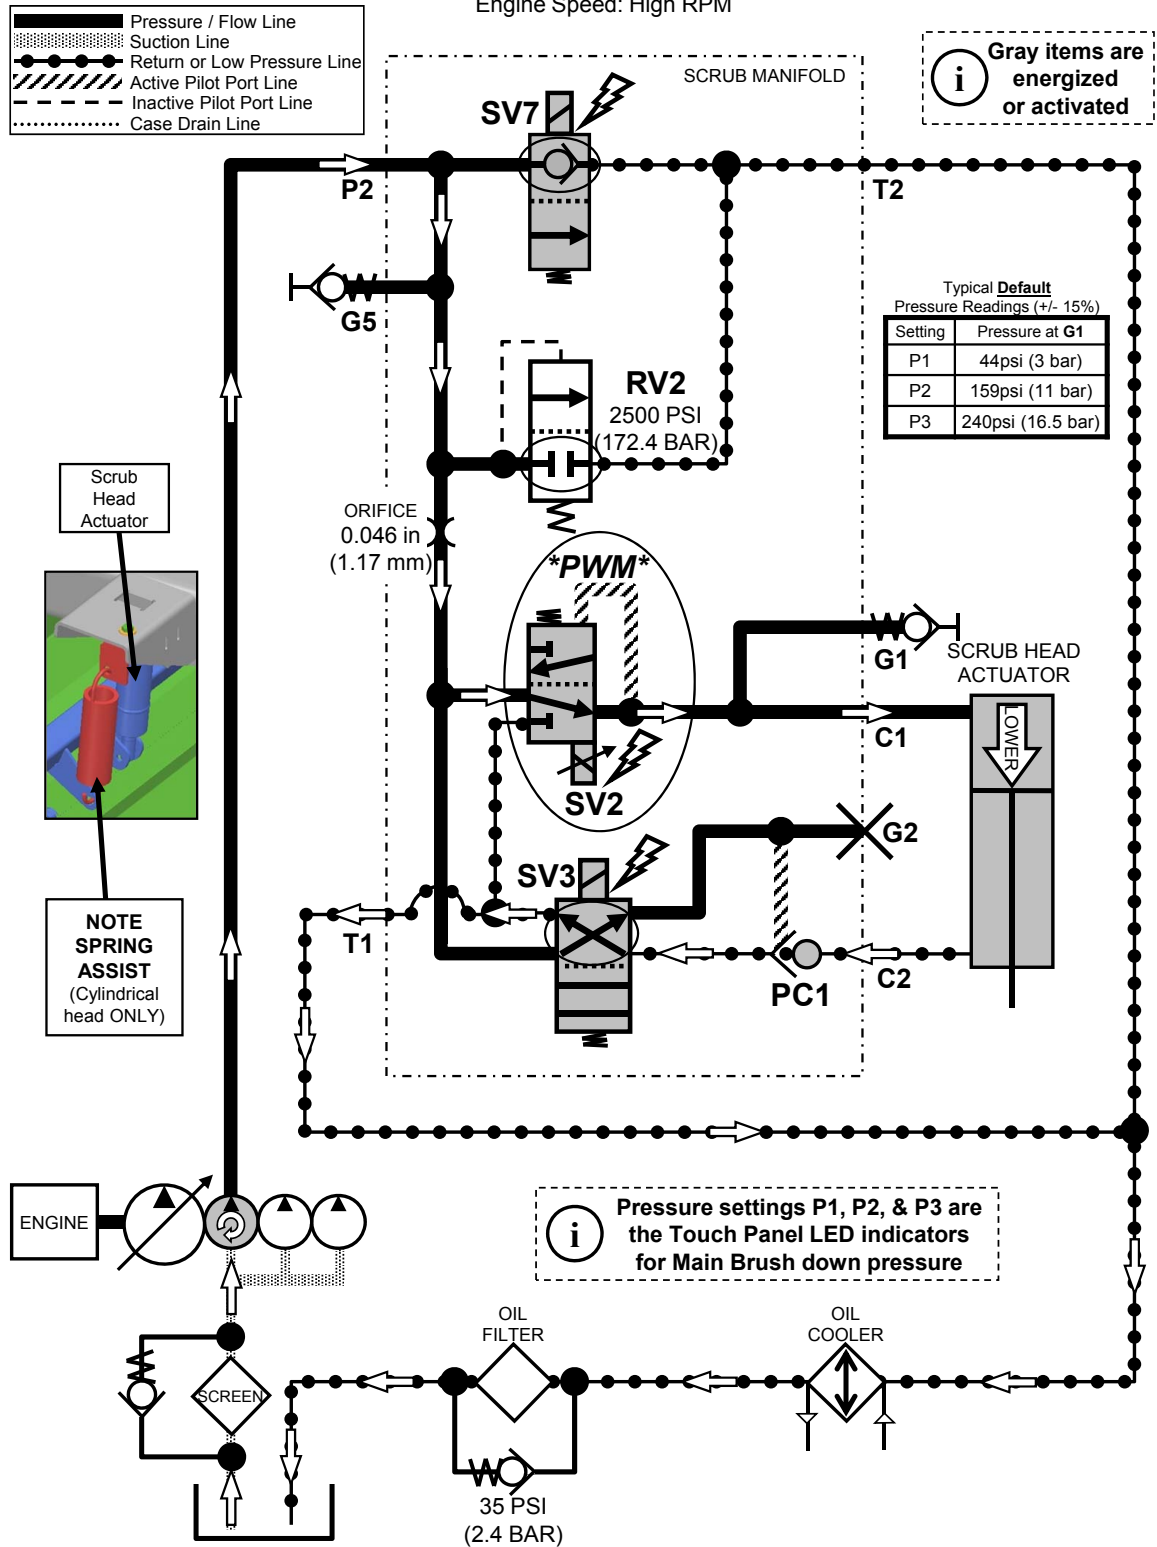 Engine Speed: High RPM
Pressure / Flow Line
Suction Line
Return or Low Pressure Line
Active Pilot Port Line
Inactive Pilot Port Line
Case Drain Line
SCRUB MANIFOLD
i
Gray items are
energized
or activated
SV7
P2
T2
G5
Typical Default
Pressure Readings (+/- 15%)
Setting Pressure at G1
P1 44psi (3 bar)
P2 159psi (11 bar)
P3 240psi (16.5 bar)
RV2
2500 PSI
(172.4 BAR)
Scrub
Head
Actuator
ORIFICE
0.046 in
(1.17 mm)
*PWM*
G1
SCRUB HEAD
ACTUATOR
LOWER
C1
SV2
G2
SV3
NOTE
SPRING
ASSIST
(Cylindrical
head ONLY)
T1
C2
PC1
ENGINE
i
Pressure settings P1, P2, & P3 are
the Touch Panel LED indicators
for Main Brush down pressure
OIL
FILTER
OIL
COOLER
SCREEN
35 PSI
(2.4 BAR)